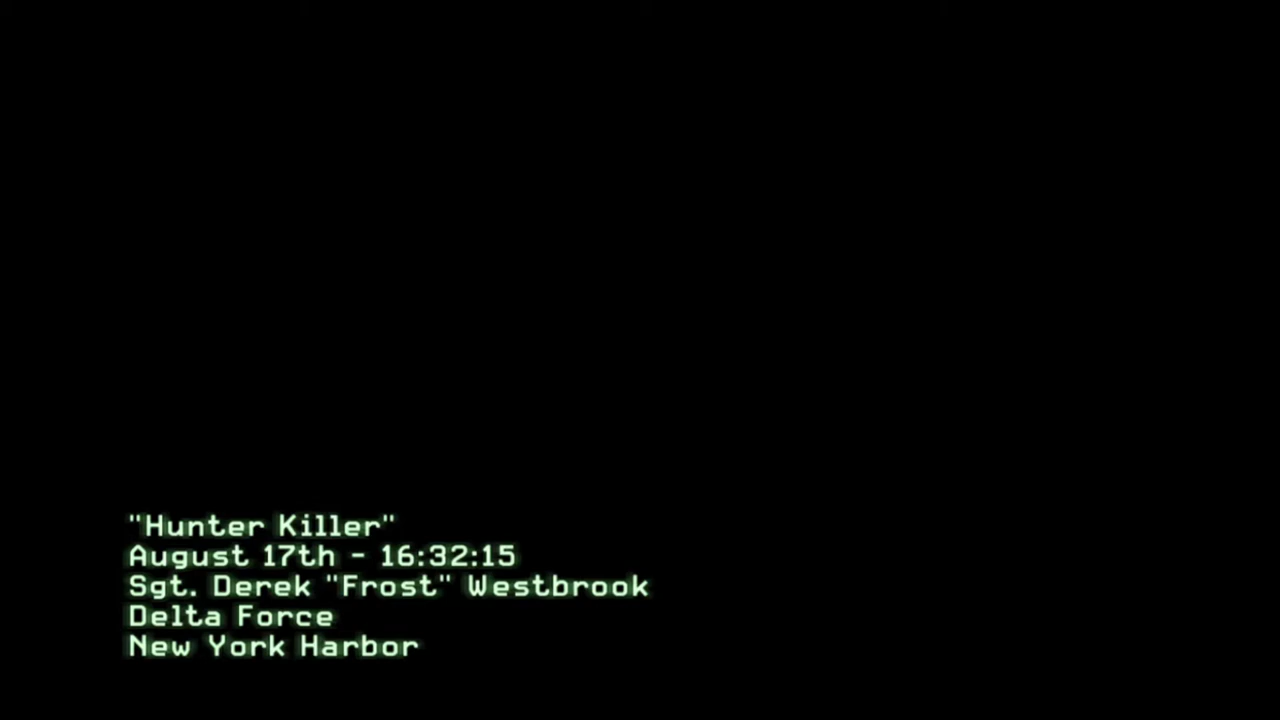 "Hunter Killer"
August 17th - 16:32:15
Sgt. Derek "Frost" Westbrook
Delta Force
New York Harbor